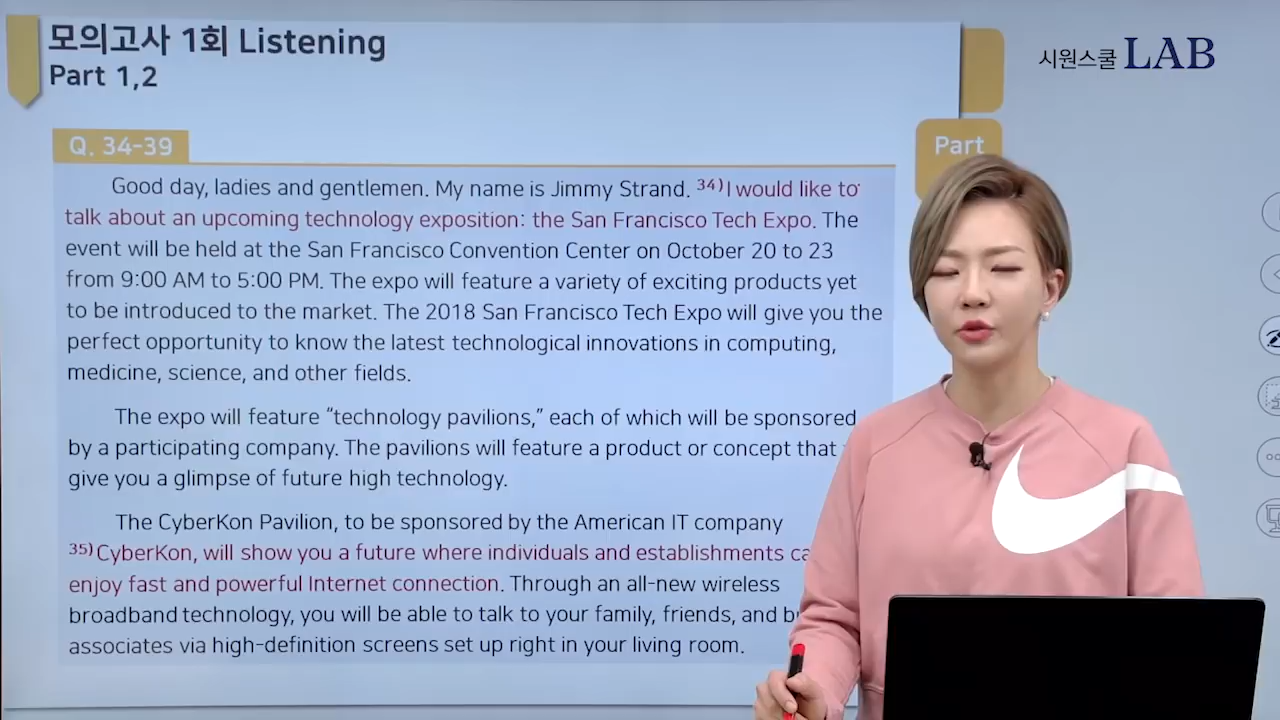 모의고사 1회 Listening
Part 1,2
시원스쿨 LAB
Q. 34-39
Part
Good day, ladies and gentlemen. My name is Jimmy Strand. 34) I would like to
talk about an upcoming technology exposition: the San Francisco Tech Expo. The
event will be held at the San Francisco Convention Center on October 20 to 23
from 9:00 AM to 5:00 PM. The expo will feature a variety of exciting products yet
to be introduced to the market. The 2018 San Francisco Tech Expo will give you the
perfect opportunity to know the latest technological innovations in computing,
medicine, science, and other fields.
The expo will feature “technology pavilions,” each of which will be sponsored
by a participating company. The pavilions will feature a product or concept that
give you a glimpse of future high technology.
The CyberKon Pavilion, to be sponsored by the American IT company
35) CyberKon, will show you a future where individuals and establishments
enjoy fast and powerful Internet connection. Through an all-new wireless
broadband technology, you will be able to talk to your family, friends, and
associates via high-definition screens set up right in your living room.